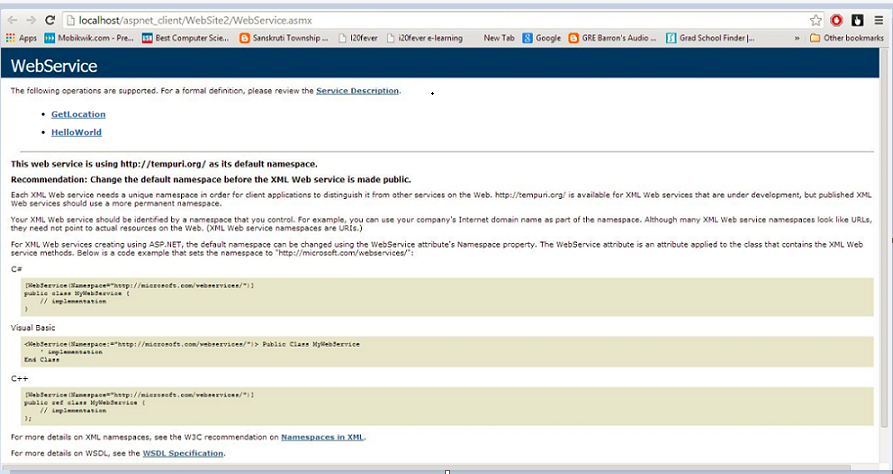 localhost/aspnet_client/WebSite2/WebService.asmx
Apps Mobikwik.com - Pre... Best Computer Scie... Sanskruti Township ... I20fever i20fever e-learning New Tab Google GRE Barron's Audio ... Grad School Finder |... » Other bookmarks
WebService
The following operations are supported. For a formal definition, please review the Service Description.
• GetLocation
• HelloWorld
This web service is using http://tempuri.org/ as its default namespace.
Recommendation: Change the default namespace before the XML Web service is made public.
Each XML Web service needs a unique namespace in order for client applications to distinguish it from other services on the Web. http://tempuri.org/ is available for XML Web services that are under development, but published XML
Web services should use a more permanent namespace.
Your XML Web service should be identified by a namespace that you control. For example, you can use your company's Internet domain name as part of the namespace. Although many XML Web service namespaces look like URLs,
they need not point to actual resources on the Web. (XML Web service namespaces are URIs.)
For XML Web services creating using ASP.NET, the default namespace can be changed using the WebService attribute's Namespace property. The WebService attribute is an attribute applied to the class that contains the XML Web
service methods. Below is a code example that sets the namespace to "http://microsoft.com/webservices/":
C#
[WebService(Namespace="http://microsoft.com/webservices/")]
public class MyWebService {
// implementation
}
Visual Basic
<WebService(Namespace:="http://microsoft.com/webservices/")> Public Class MyWebService
' implementation
End Class
C++
[WebService(Namespace="http://microsoft.com/webservices/")]
public ref class MyWebService {
// implementation
};
For more details on XML namespaces, see the W3C recommendation on Namespaces in XML.
For more details on WSDL, see the WSDL Specification.